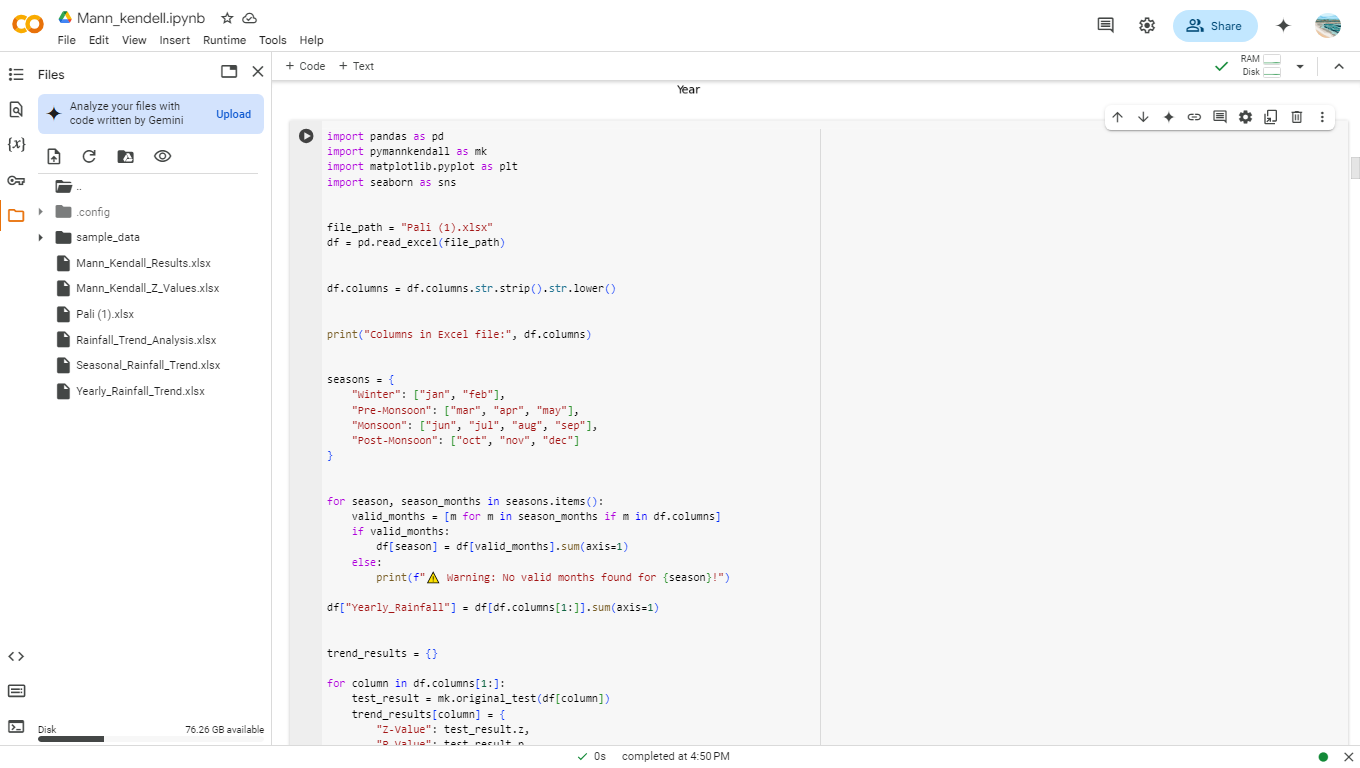 Mann_kendell.ipynb
File Edit View Insert Runtime Tools Help
Share
Files
Analyze your files with
code written by Gemini
Upload
..
.config
sample_data
Mann_Kendall_Results.xlsx
Mann_Kendall_Z_Values.xlsx
Pali (1).xlsx
Rainfall_Trend_Analysis.xlsx
Seasonal_Rainfall_Trend.xlsx
Yearly_Rainfall_Trend.xlsx
Disk 76.26 GB available
+ Code + Text
RAM
Disk
Year
import pandas as pd
import pymannkendall as mk
import matplotlib.pyplot as plt
import seaborn as sns
file_path = "Pali (1).xlsx"
df = pd.read_excel(file_path)
df.columns = df.columns.str.strip().str.lower()
print("Columns in Excel file:", df.columns)
seasons = {
    "Winter": ["jan", "feb"],
    "Pre-Monsoon": ["mar", "apr", "may"],
    "Monsoon": ["jun", "jul", "aug", "sep"],
    "Post-Monsoon": ["oct", "nov", "dec"]
}
for season, season_months in seasons.items():
    valid_months = [m for m in season_months if m in df.columns]
    if valid_months:
        df[season] = df[valid_months].sum(axis=1)
    else:
        print(f"⚠️ Warning: No valid months found for {season}!")
df["Yearly_Rainfall"] = df[df.columns[1:]].sum(axis=1)
trend_results = {}
for column in df.columns[1:]:
    test_result = mk.original_test(df[column])
    trend_results[column] = {
        "Z-Value": test_result.z,
        "P-Value": test_result.p,
0s completed at 4:50 PM